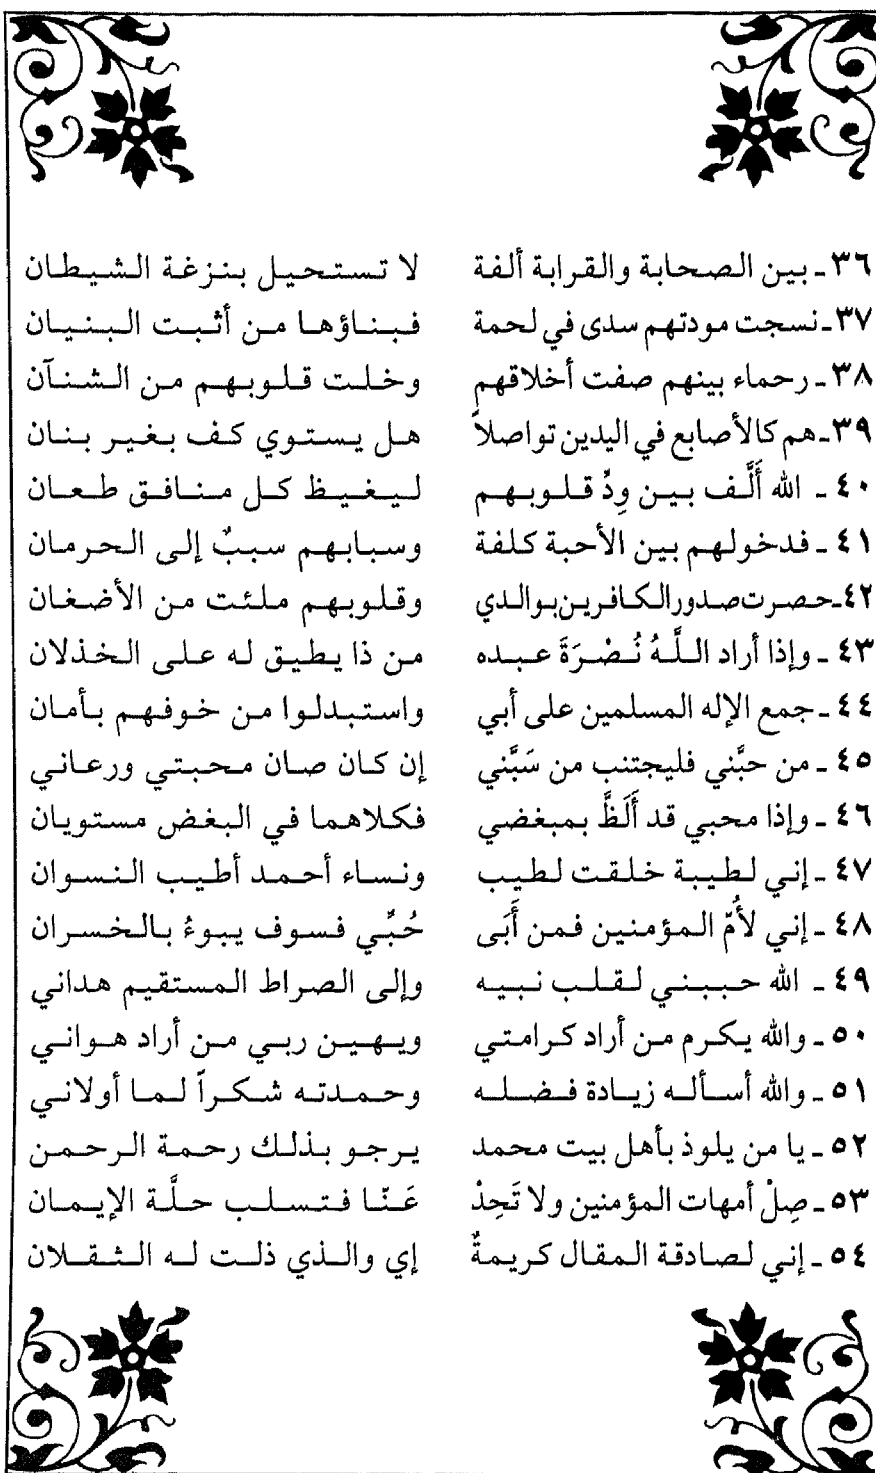 ٣٦ ـ بين الصحابة والقرابة ألفة لا تستحيل بنزغة الشيطان
٣٧ـ نسجت مودتهم سدى في لحمة فبناؤها من أثبت البنيان
٣٨ ـ رحماء بينهم صفت أخلاقهم وخلت قلوبهم من الشنآن
٣٩ـ هم كالأصابع في اليدين تواصلاً هل يستوي كف بغير بنان
٤٠ ـ الله أَلَّف بين وِدِّ قلوبهم ليغيظ كل منافق طعان
٤١ ـ فدخولهم بين الأحبة كلفة وسبابهم سببٌ إلى الحرمان
٤٢ـ حصرت صدور الكافرين بوالدي وقلوبهم ملئت من الأضغان
٤٣ ـ وإذا أراد اللَّهُ نُصْرَةَ عبده من ذا يطيق له على الخذلان
٤٤ ـ جمع الإله المسلمين على أبي واستبدلوا من خوفهم بأمان
٤٥ ـ من حبَّني فليجتنب من سَبَّني إن كان صان محبتي ورعاني
٤٦ ـ وإذا محبي قد أَلَظَّ بمبغضي فكلاهما في البغض مستويان
٤٧ ـ إني لطيبة خلقت لطيب ونساء أحمد أطيب النسوان
٤٨ ـ إني لأُمّ المؤمنين فمن أَبَى حُبِّي فسوف يبوءُ بالخسران
٤٩ ـ الله حببني لقلب نبيه وإلى الصراط المستقيم هداني
٥٠ ـ والله يكرم من أراد كرامتي ويهين ربي من أراد هواني
٥١ ـ والله أسأله زيادة فضله وحمدته شكراً لما أولاني
٥٢ ـ يا من يلوذ بأهل بيت محمد يرجو بذلك رحمة الرحمن
٥٣ ـ صِلْ أمهات المؤمنين ولا تَحِدْ عَنّا فتسلب حلَّة الإيمان
٥٤ ـ إني لصادقة المقال كريمةٌ إي والذي ذلت له الثقلان